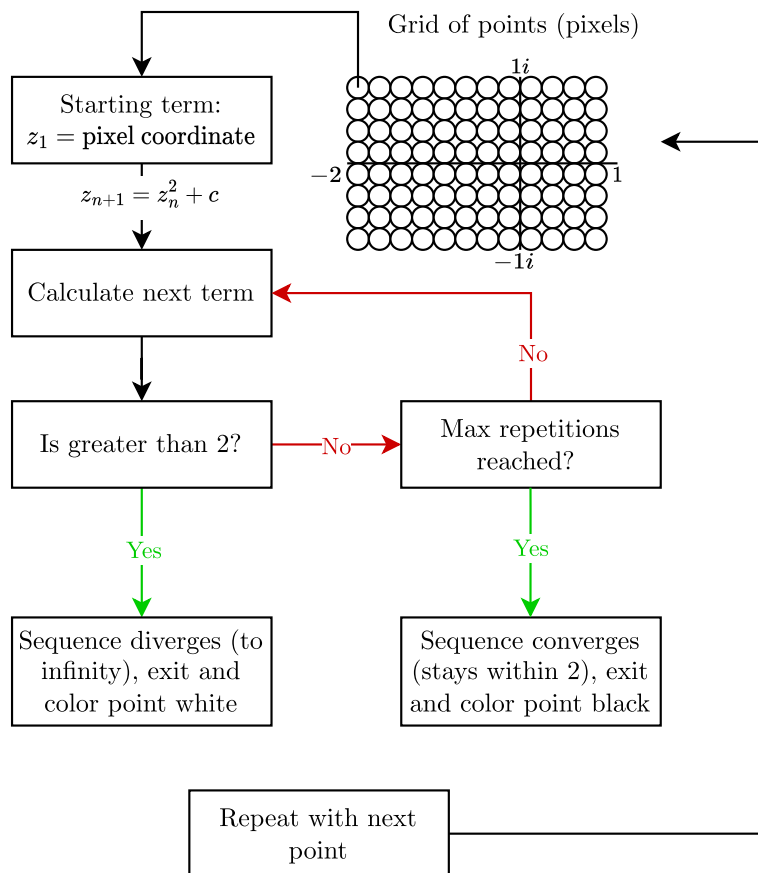 Grid of points (pixels)
1i
Starting term:
z₁ = pixel coordinate
−2
1
zₙ₊₁ = zₙ² + c
−1i
Calculate next term
No
Is greater than 2?
No
Max repetitions
reached?
Yes
Yes
Sequence diverges (to
infinity), exit and
color point white
Sequence converges
(stays within 2), exit
and color point black
Repeat with next
point